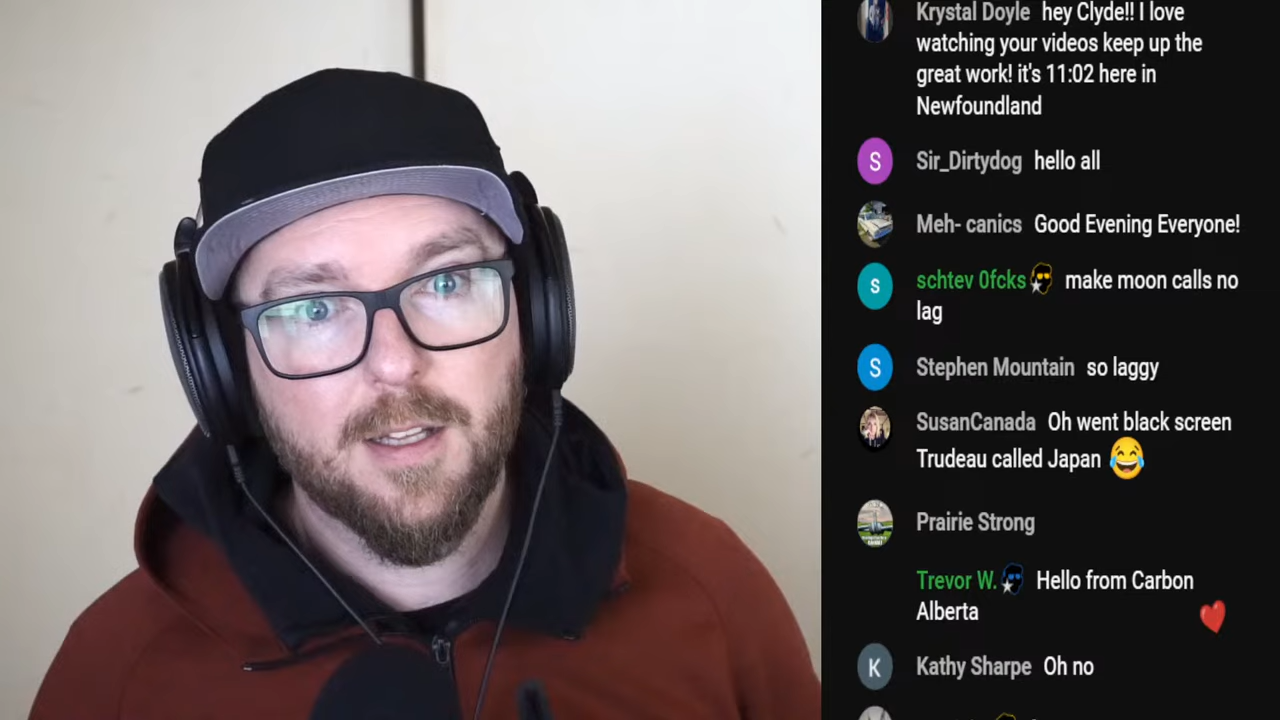 Krystal Doyle hey Clyde!! I love
watching your videos keep up the
great work! it's 11:02 here in
Newfoundland
S Sir_Dirtydog hello all
Meh- canics Good Evening Everyone!
s schtev 0fcks make moon calls no
lag
S Stephen Mountain so laggy
SusanCanada Oh went black screen
Trudeau called Japan 😂
Prairie Strong
Trevor W. Hello from Carbon
Alberta
K Kathy Sharpe Oh no